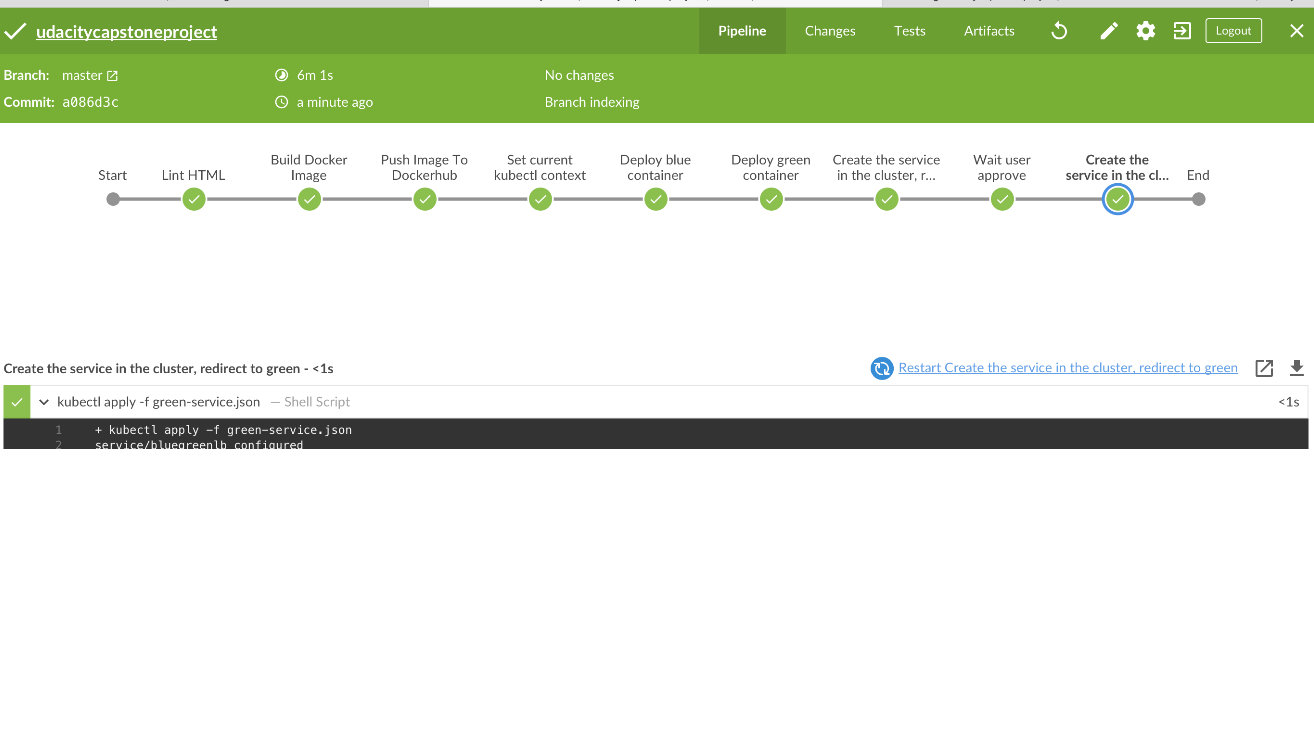 udacitycapstoneproject
Pipeline Changes Tests Artifacts Logout
Branch: master 6m 1s No changes
Commit: a086d3c a minute ago Branch indexing
Start
Lint HTML
Build Docker
Image
Push Image To
Dockerhub
Set current
kubectl context
Deploy blue
container
Deploy green
container
Create the service
in the cluster, r...
Wait user
approve
Create the
service in the cl...
End
Create the service in the cluster, redirect to green - <1s
Restart Create the service in the cluster, redirect to green
kubectl apply -f green-service.json — Shell Script <1s
1 + kubectl apply -f green-service.json
2 service/bluegreenlb configured